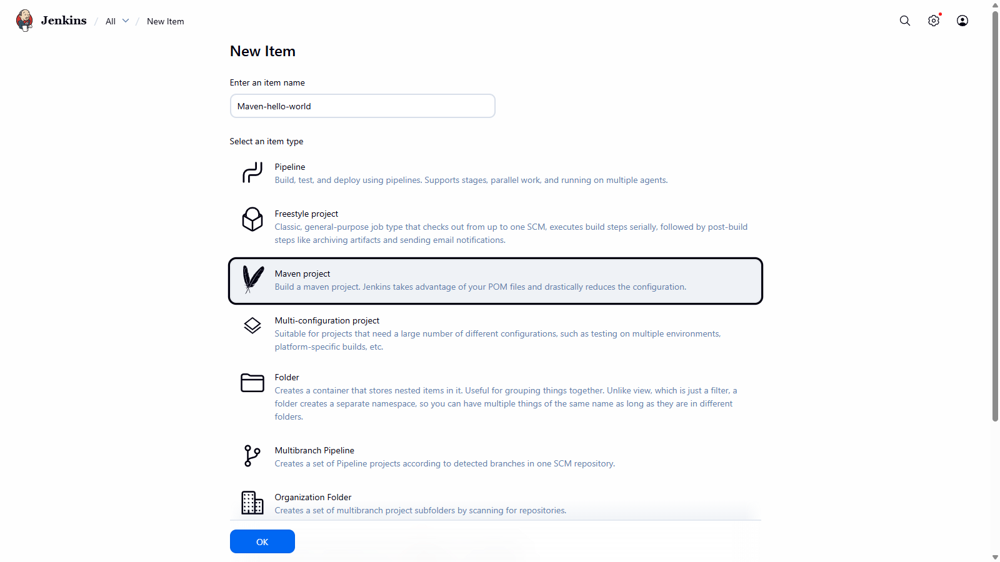 Jenkins / All / New Item
New Item
Enter an item name
Maven-hello-world
Select an item type
Pipeline
Build, test, and deploy using pipelines. Supports stages, parallel work, and running on multiple agents.
Freestyle project
Classic, general-purpose job type that checks out from up to one SCM, executes build steps serially, followed by post-build
steps like archiving artifacts and sending email notifications.
Maven project
Build a maven project. Jenkins takes advantage of your POM files and drastically reduces the configuration.
Multi-configuration project
Suitable for projects that need a large number of different configurations, such as testing on multiple environments,
platform-specific builds, etc.
Folder
Creates a container that stores nested items in it. Useful for grouping things together. Unlike view, which is just a filter, a
folder creates a separate namespace, so you can have multiple things of the same name as long as they are in different
folders.
Multibranch Pipeline
Creates a set of Pipeline projects according to detected branches in one SCM repository.
Organization Folder
Creates a set of multibranch project subfolders by scanning for repositories.
OK